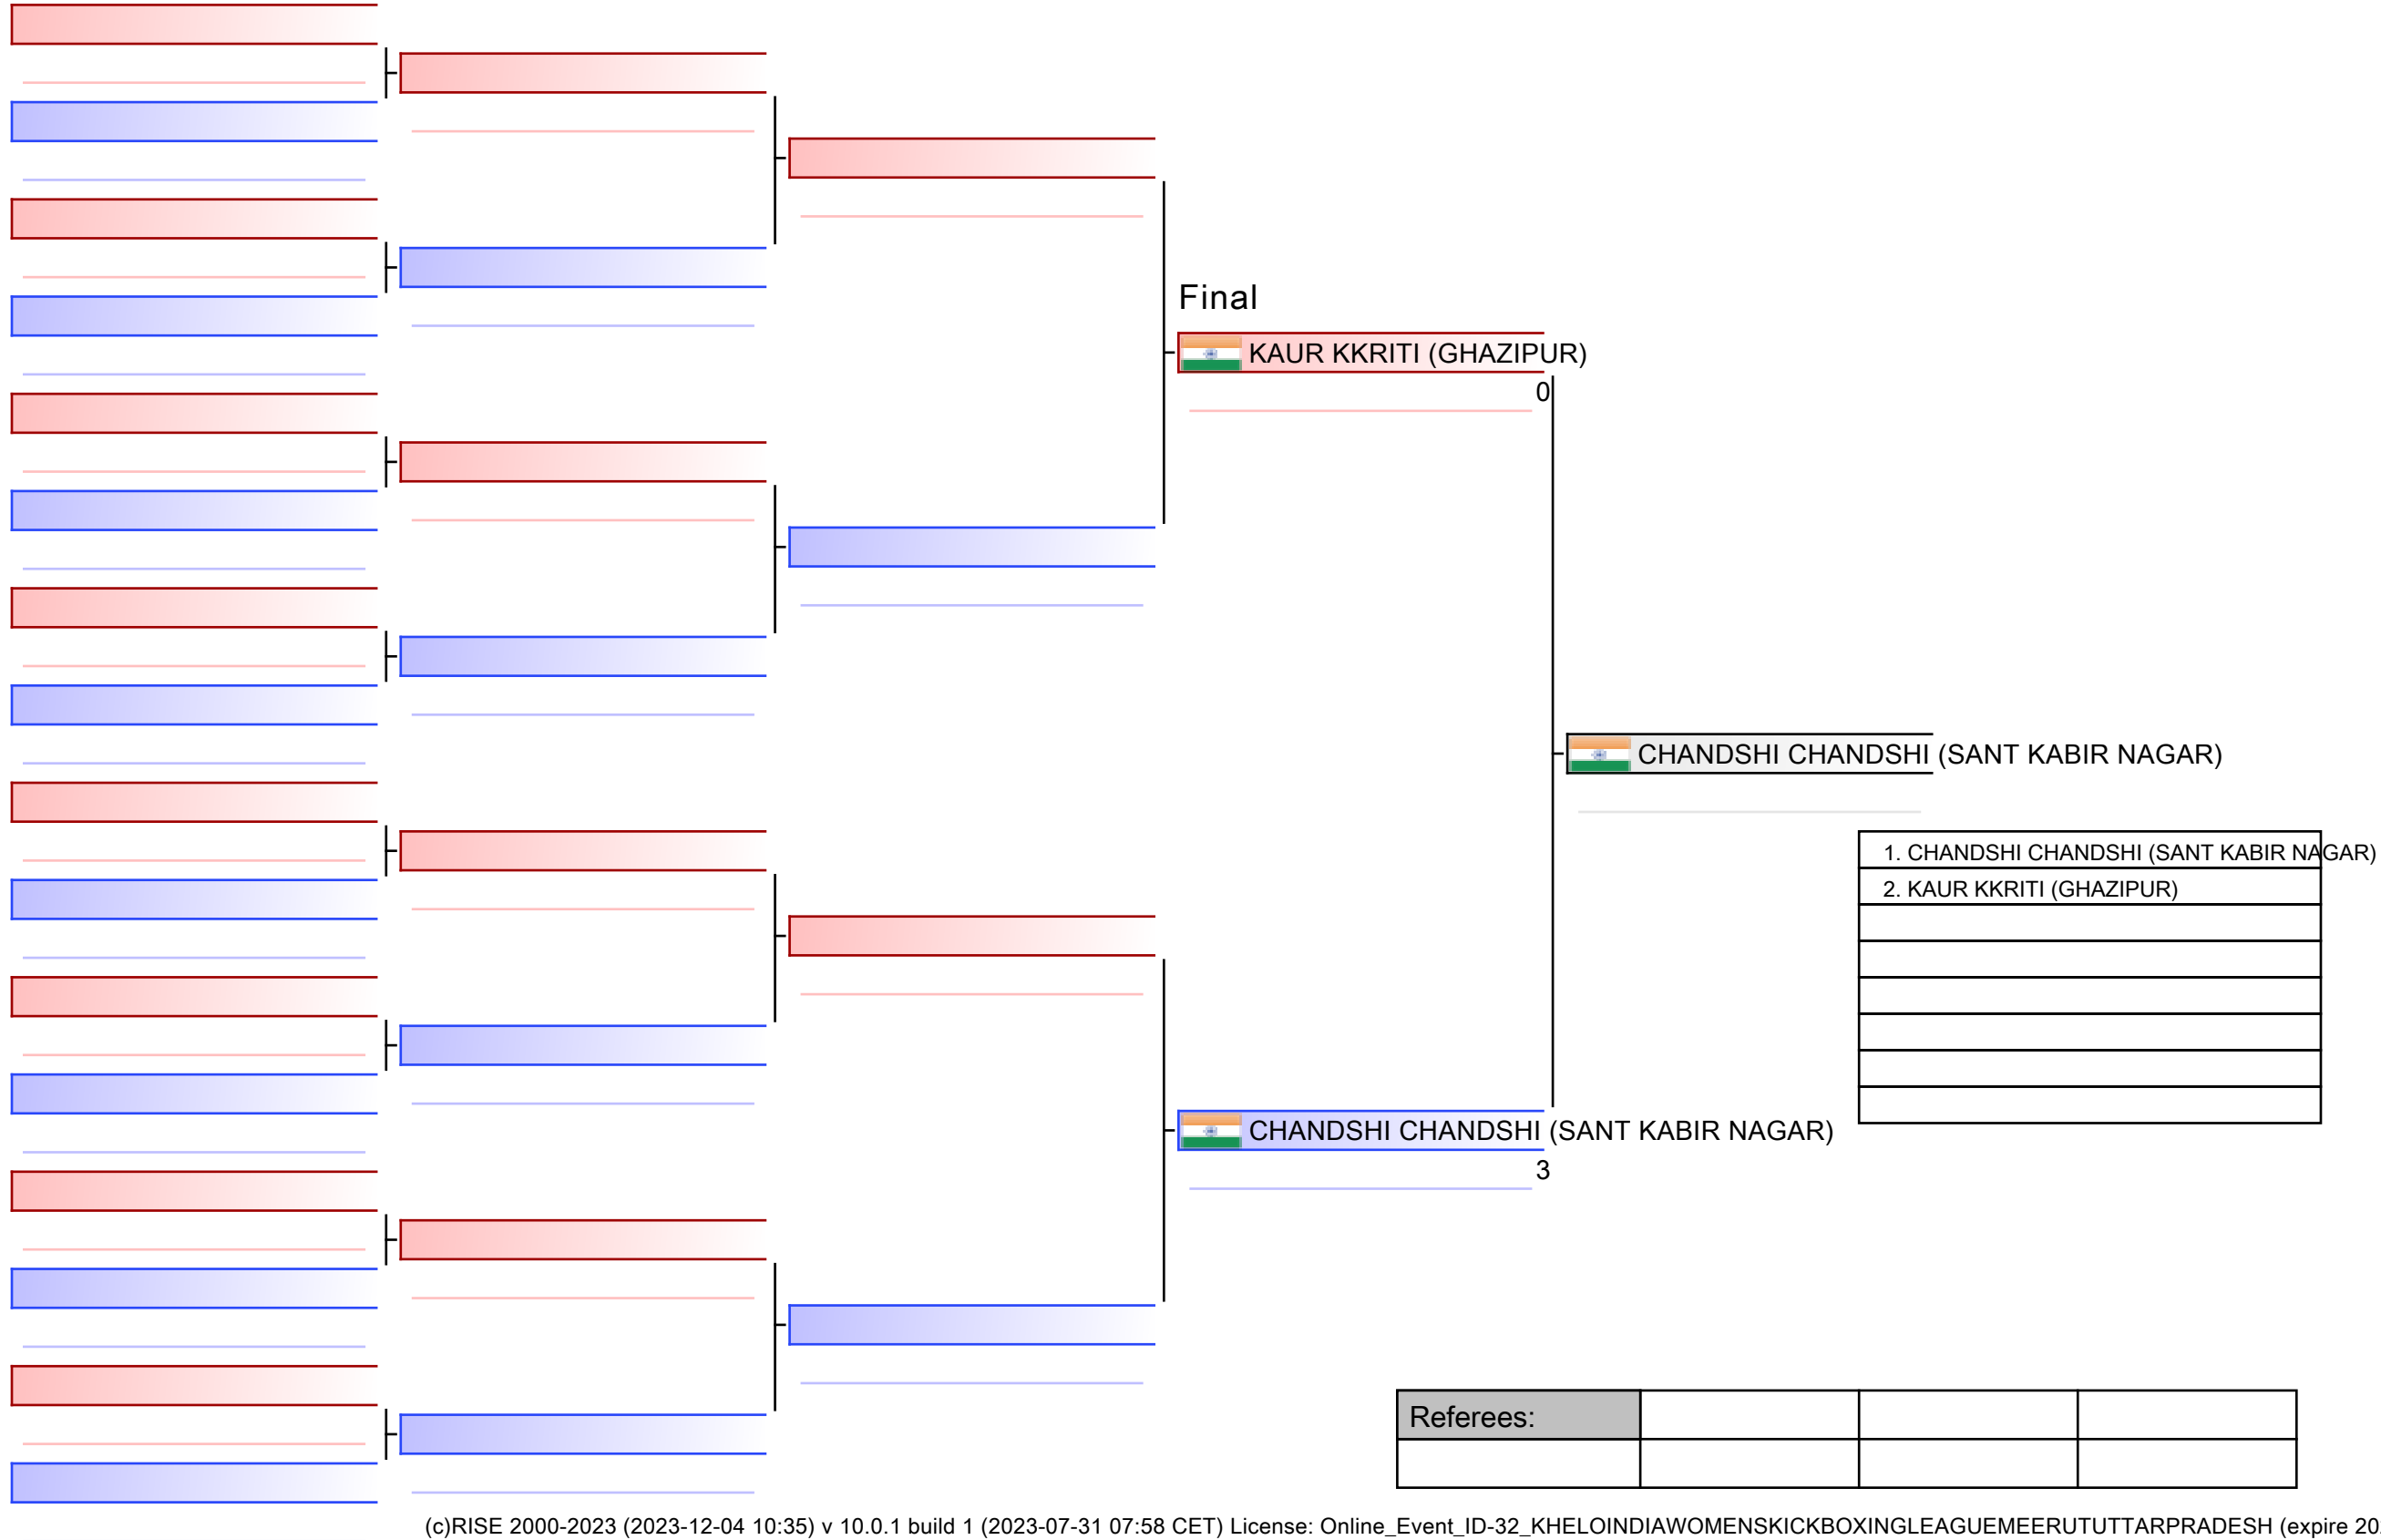 Final
KAUR KKRITI (GHAZIPUR)
0
CHANDSHI CHANDSHI (SANT KABIR NAGAR)
1. CHANDSHI CHANDSHI (SANT KABIR NAGAR)
2. KAUR KKRITI (GHAZIPUR)
CHANDSHI CHANDSHI (SANT KABIR NAGAR)
3
Referees:
(c)RISE 2000-2023 (2023-12-04 10:35) v 10.0.1 build 1 (2023-07-31 07:58 CET) License: Online_Event_ID-32_KHELOINDIAWOMENSKICKBOXINGLEAGUEMEERUTUTTARPRADESH (expire 20